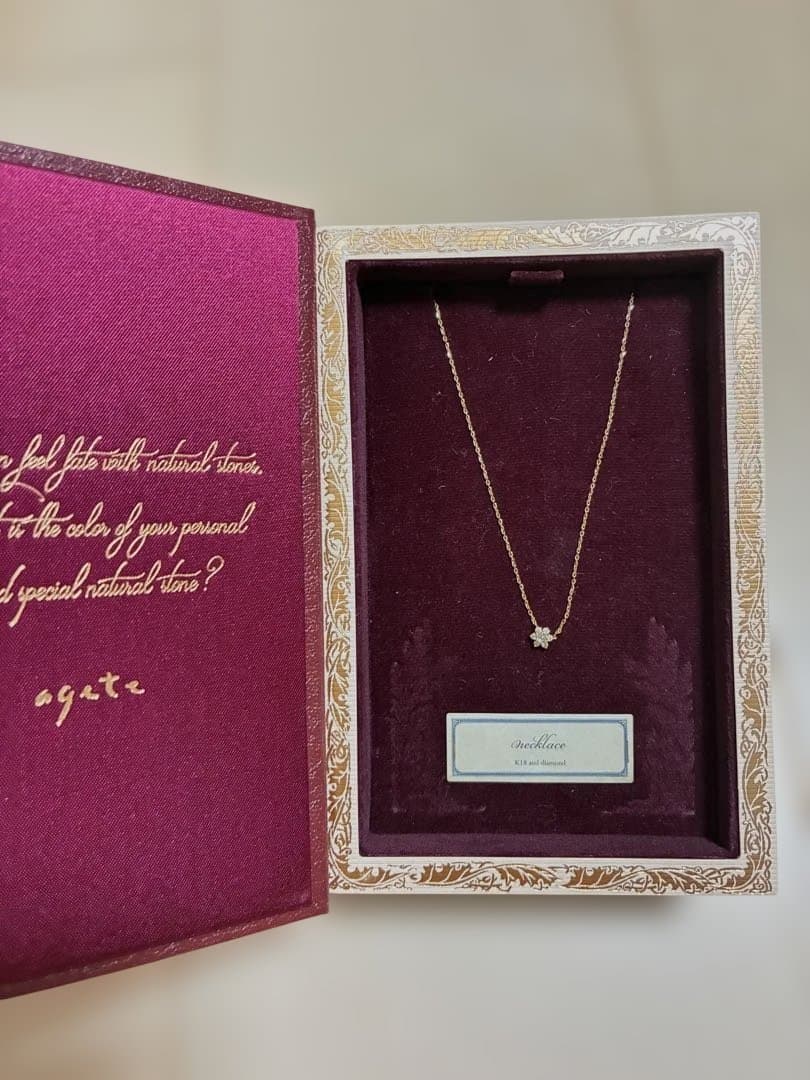 feel fate with natural stones.
is the color of your personal
special natural stone?
agete
necklace
K18 and diamond